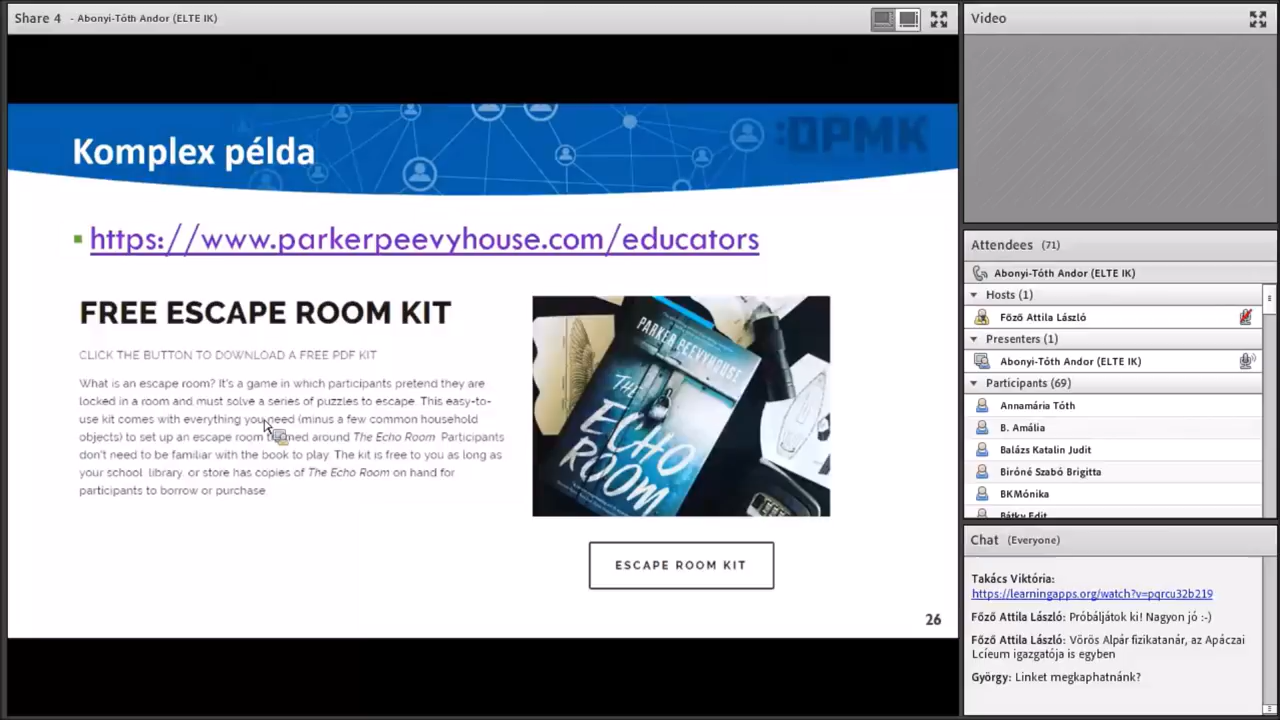 Share 4 - Abonyi-Tóth Andor (ELTE IK)
:OPMK
Komplex példa
https://www.parkerpeevyhouse.com/educators
FREE ESCAPE ROOM KIT
CLICK THE BUTTON TO DOWNLOAD A FREE PDF KIT
What is an escape room? It's a game in which participants pretend they are
locked in a room and must solve a series of puzzles to escape. This easy-to-
use kit comes with everything you need (minus a few common household
objects) to set up an escape room themed around The Echo Room. Participants
don't need to be familiar with the book to play. The kit is free to you as long as
your school, library, or store has copies of The Echo Room on hand for
participants to borrow or purchase.
PARKER PEEVYHOUSE
THE
ECHO
ROOM
ESCAPE ROOM KIT
26
Video
Attendees (71)
Abonyi-Tóth Andor (ELTE IK)
Hosts (1)
Főző Attila László
Presenters (1)
Abonyi-Tóth Andor (ELTE IK)
Participants (69)
Annamária Tóth
B. Amália
Balázs Katalin Judit
Biróné Szabó Brigitta
BKMónika
Bátky Edit
Chat (Everyone)
Takács Viktória:
https://learningapps.org/watch?v=pqrcu32b219
Főző Attila László: Próbáljátok ki! Nagyon jó :-)
Főző Attila László: Vörös Alpár fizikatanár, az Apáczai
Lcíeum igazgatója is egyben
György: Linket megkaphatnánk?